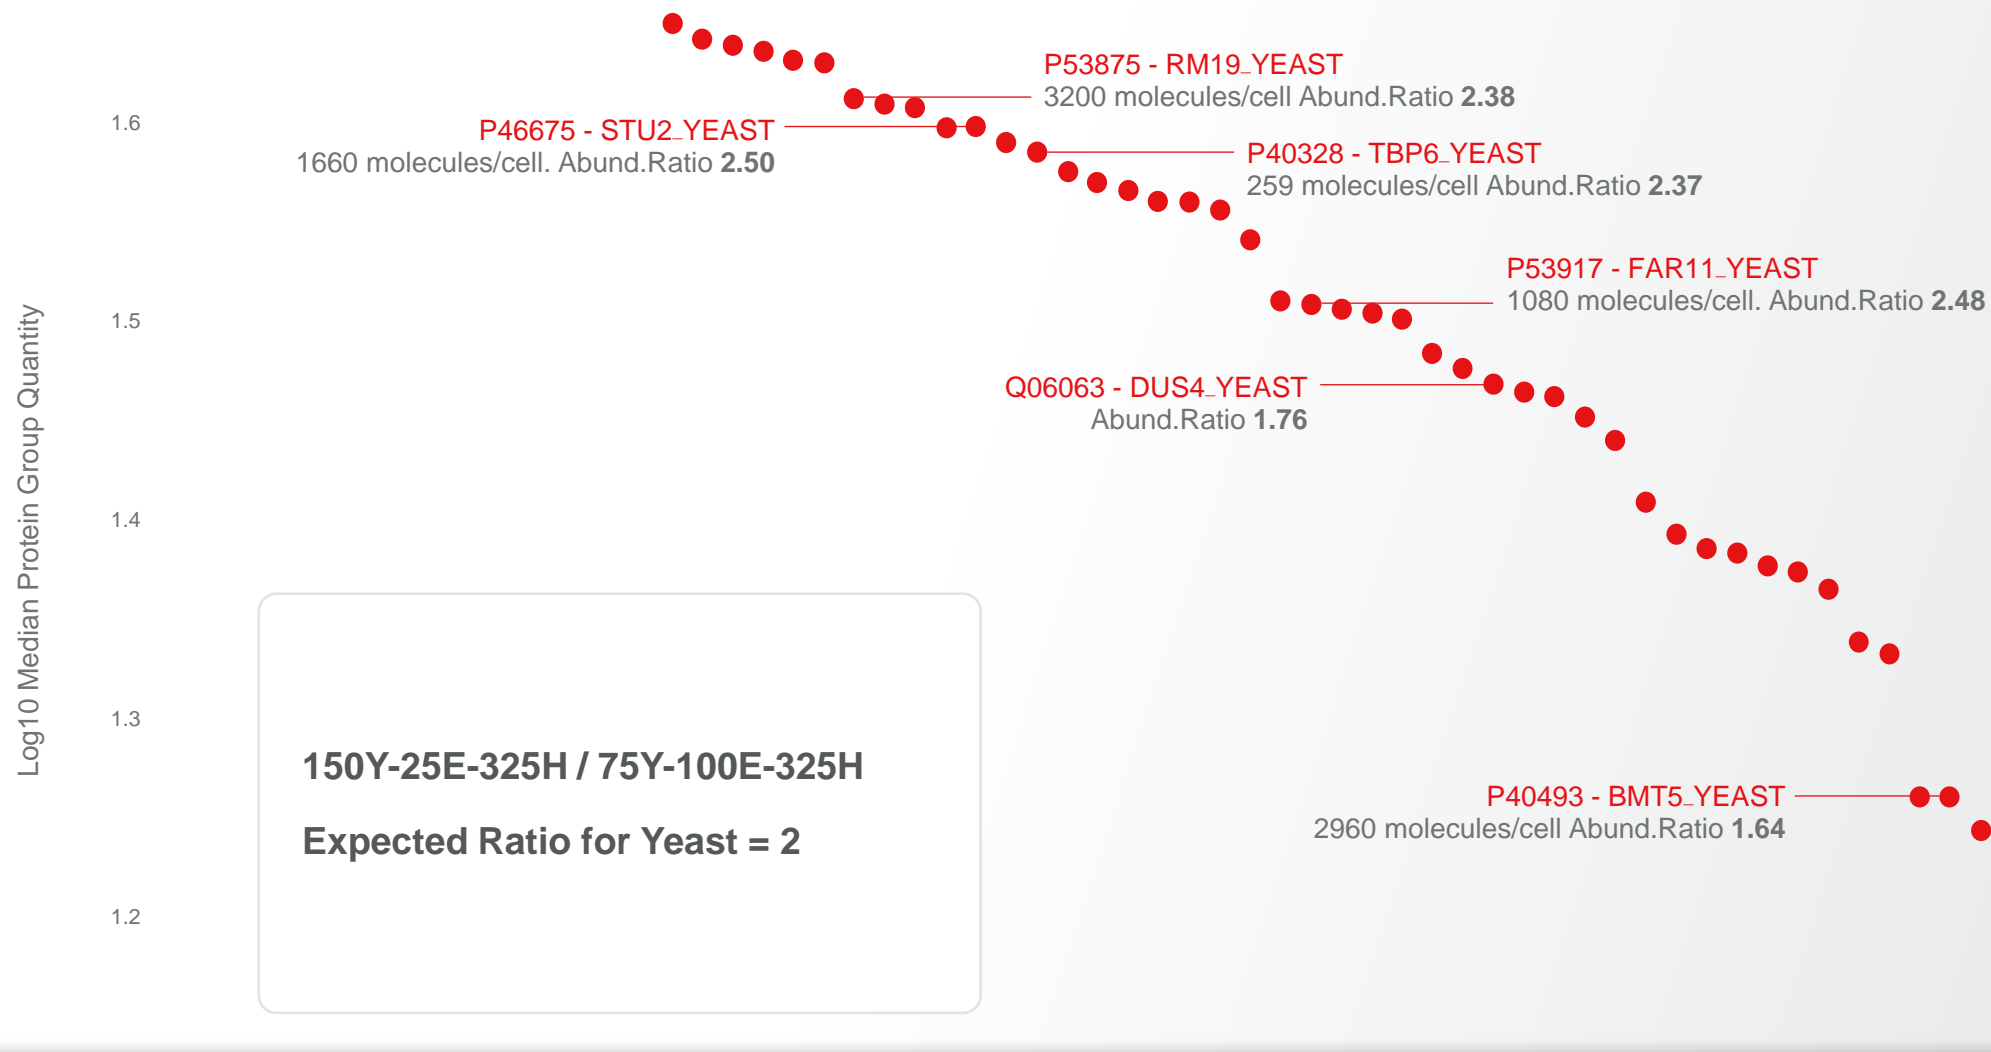 Log10 Median Protein Group Quantity
1.6
1.5
1.4
1.3
1.2
P53875 - RM19_YEAST
3200 molecules/cell Abund.Ratio 2.38
P46675 - STU2_YEAST
1660 molecules/cell. Abund.Ratio 2.50
P40328 - TBP6_YEAST
259 molecules/cell Abund.Ratio 2.37
P53917 - FAR11_YEAST
1080 molecules/cell. Abund.Ratio 2.48
Q06063 - DUS4_YEAST
Abund.Ratio 1.76
P40493 - BMT5_YEAST
2960 molecules/cell Abund.Ratio 1.64
150Y-25E-325H / 75Y-100E-325H
Expected Ratio for Yeast = 2